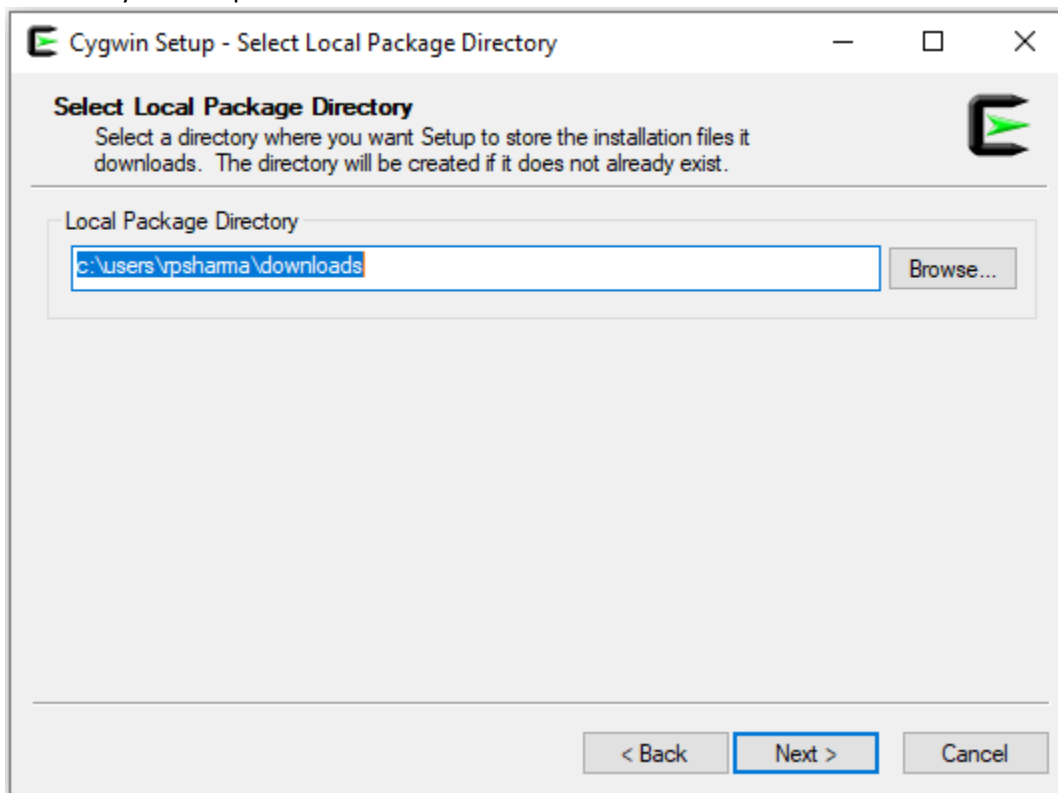 Cygwin Setup - Select Local Package Directory
Select Local Package Directory
Select a directory where you want Setup to store the installation files it
downloads. The directory will be created if it does not already exist.
Local Package Directory
c:\users\rpsharma\downloads
Browse...
< Back
Next >
Cancel